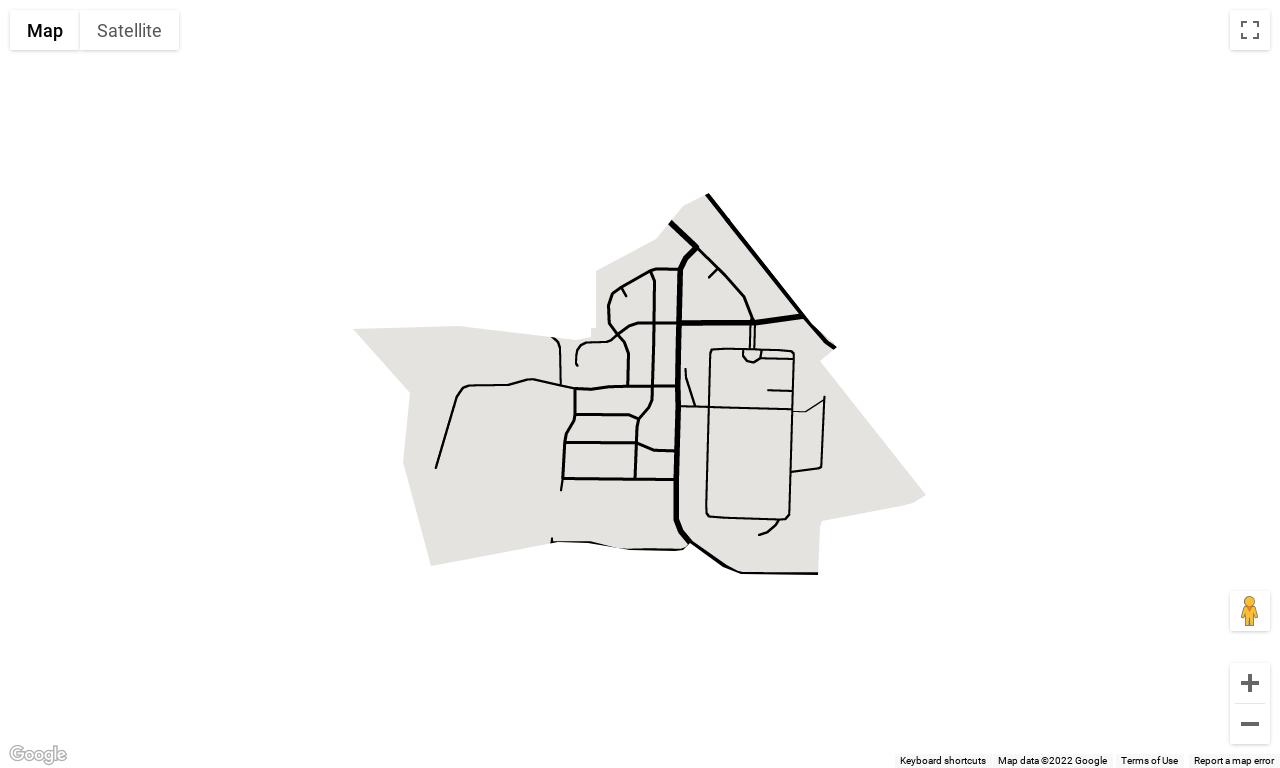 Map Satellite
Google
Keyboard shortcuts Map data ©2022 Google Terms of Use Report a map error